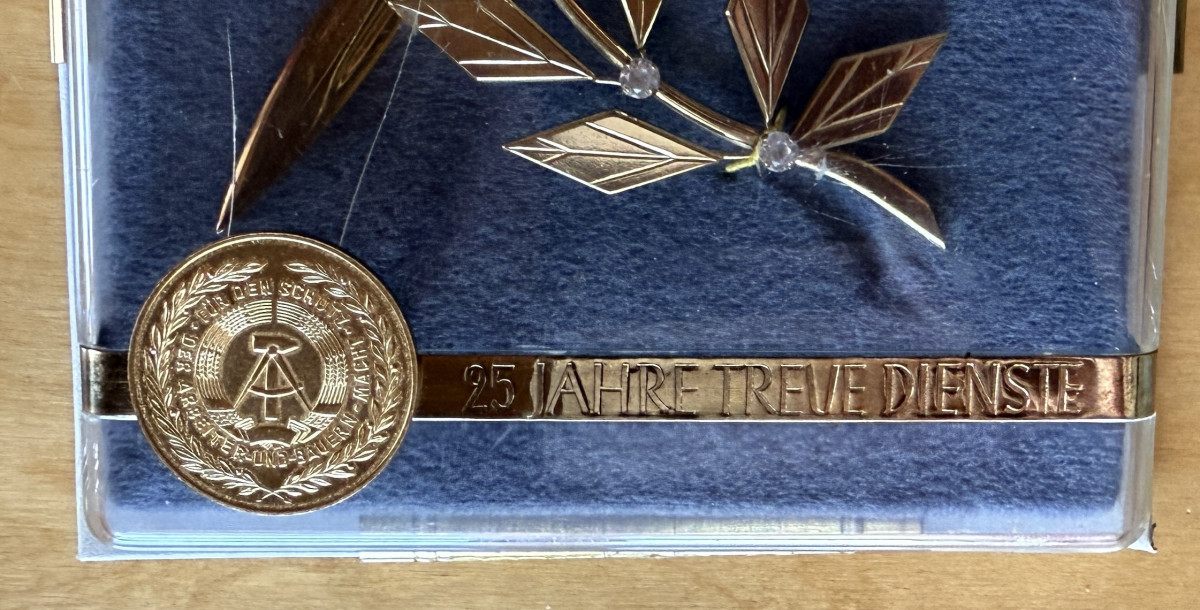 FÜR DEN SCHUTZ DER ARBEITER-UND-BAUERN-MACHT
25 JAHRE TREUE DIENSTE